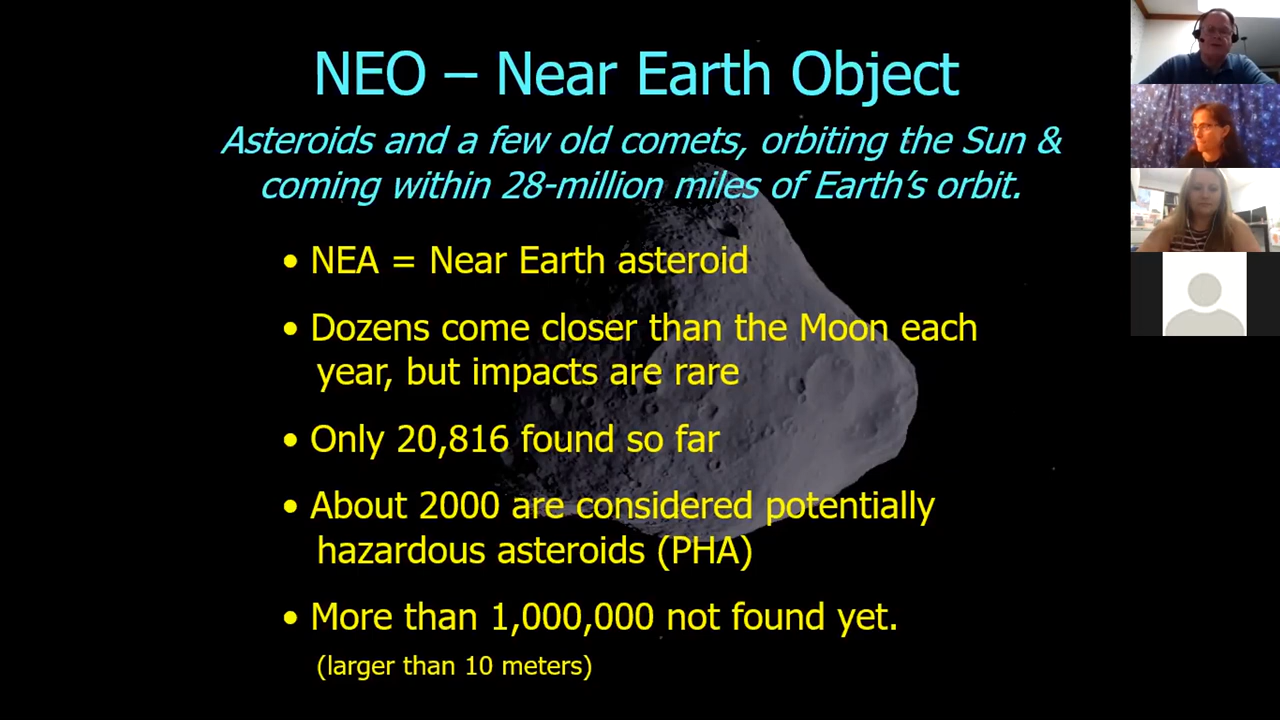 NEO – Near Earth Object
Asteroids and a few old comets, orbiting the Sun &
coming within 28-million miles of Earth's orbit.
• NEA = Near Earth asteroid
• Dozens come closer than the Moon each
year, but impacts are rare
• Only 20,816 found so far
• About 2000 are considered potentially
hazardous asteroids (PHA)
• More than 1,000,000 not found yet.
(larger than 10 meters)